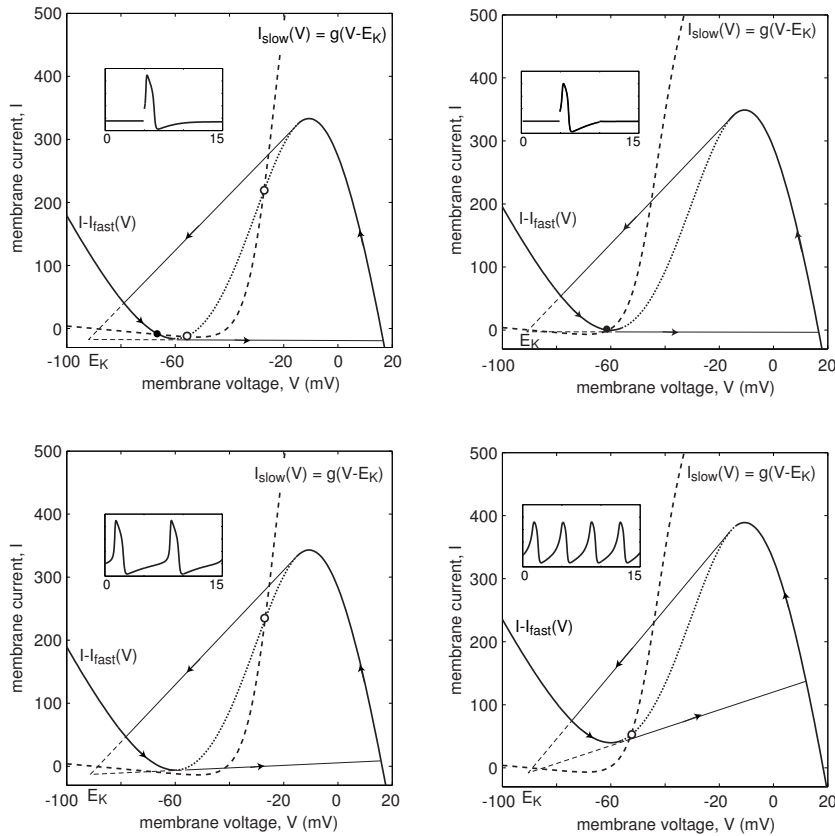 I_slow(V) = g(V-E_K)
500
400
300
200
100
0
membrane current, I
0 15
I-I_fast(V)
-100 -60 -20 0 20
E_K
membrane voltage, V (mV)
I_slow(V) = g(V-E_K)
500
400
300
200
100
0
membrane current, I
0 15
I-I_fast(V)
E_K
-100 -60 -20 0 20
membrane voltage, V (mV)
500
I_slow(V) = g(V-E_K)
400
300
200
100
0
membrane current, I
0 15
I-I_fast(V)
E_K
-100 -60 -20 0 20
membrane voltage, V (mV)
500
I_slow(V) = g(V-E_K)
400
300
200
100
0
membrane current, I
0 15
I-I_fast(V)
E_K
-100 -60 -20 0 20
membrane voltage, V (mV)